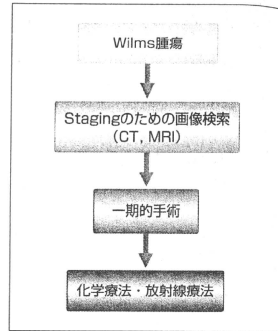 Wilms腫瘍
Stagingのための画像検索
(CT, MRI)
一期的手術
化学療法・放射線療法